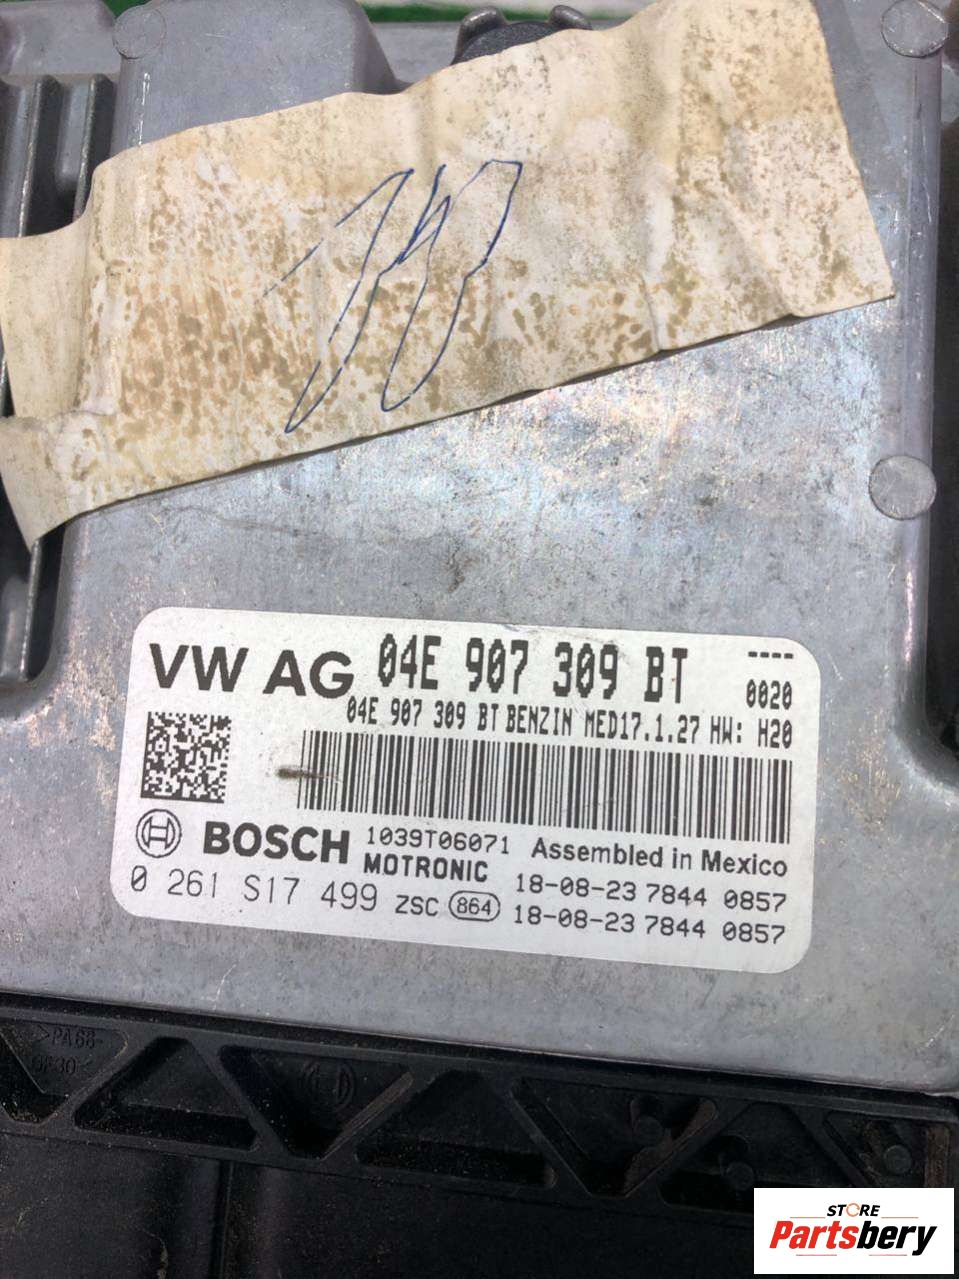 VW AG 04E 907 309 BT ----
0020
04E 907 309 BT BENZIN MED17.1.27 HW: H20
BOSCH 1039T06071 Assembled in Mexico
MOTRONIC 18-08-23 7844 0857
0 261 S17 499 ZSC 864 18-08-23 7844 0857
>PA66-
GF30<
STORE
Partsbery